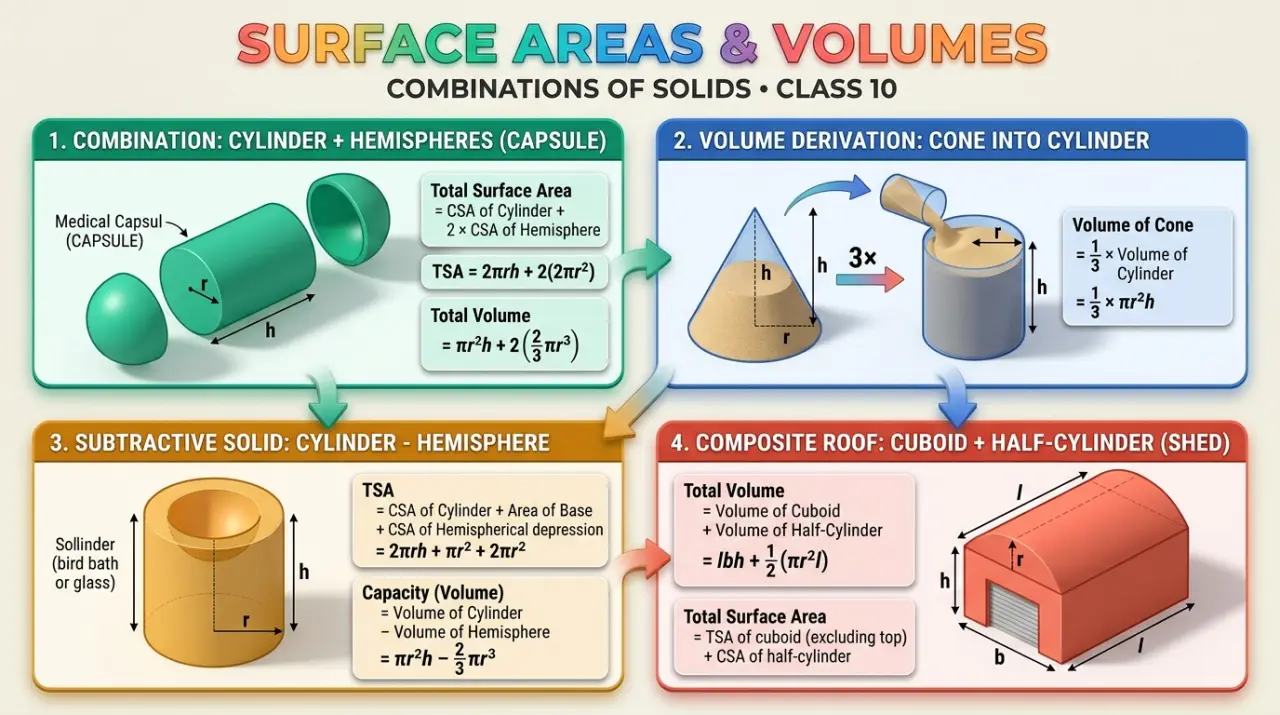 SURFACE AREAS & VOLUMES
COMBINATIONS OF SOLIDS • CLASS 10
1. COMBINATION: CYLINDER + HEMISPHERES (CAPSULE)
Medical Capsul
(CAPSULE)
r
h
Total Surface Area
= CSA of Cylinder +
2 × CSA of Hemisphere
TSA = 2πrh + 2(2πr²)
Total Volume
= πr²h + 2(2/3 πr³)
2. VOLUME DERIVATION: CONE INTO CYLINDER
h
h
r
3×
r
h
Volume of Cone
= 1/3 × Volume of
Cylinder
= 1/3 × πr²h
3. SUBTRACTIVE SOLID: CYLINDER - HEMISPHERE
Sollinder
(bird bath
or glass)
h
r
TSA
= CSA of Cylinder + Area of Base
+ CSA of Hemispherical depression
= 2πrh + πr² + 2πr²
Capacity (Volume)
= Volume of Cylinder
− Volume of Hemisphere
= πr²h − 2/3 πr³
4. COMPOSITE ROOF: CUBOID + HALF-CYLINDER (SHED)
Total Volume
= Volume of Cuboid
+ Volume of Half-Cylinder
= lbh + 1/2 (πr²l)
Total Surface Area
= TSA of cuboid (excluding top)
+ CSA of half-cylinder
l
r
h
b
l